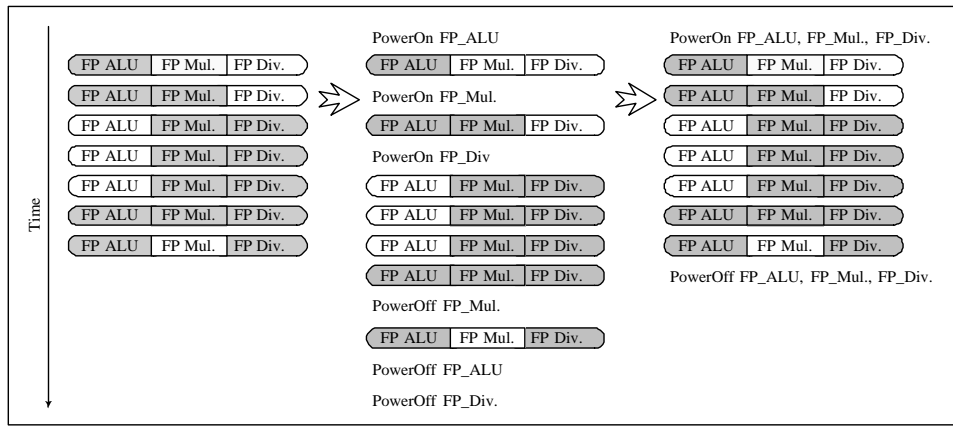 Time
FP ALU FP Mul. FP Div.
FP ALU FP Mul. FP Div.
FP ALU FP Mul. FP Div.
FP ALU FP Mul. FP Div.
FP ALU FP Mul. FP Div.
FP ALU FP Mul. FP Div.
FP ALU FP Mul. FP Div.
PowerOn FP_ALU
FP ALU FP Mul. FP Div.
PowerOn FP_Mul.
FP ALU FP Mul. FP Div.
PowerOn FP_Div
FP ALU FP Mul. FP Div.
FP ALU FP Mul. FP Div.
FP ALU FP Mul. FP Div.
FP ALU FP Mul. FP Div.
PowerOff FP_Mul.
FP ALU FP Mul. FP Div.
PowerOff FP_ALU
PowerOff FP_Div.
PowerOn FP_ALU, FP_Mul., FP_Div.
FP ALU FP Mul. FP Div.
FP ALU FP Mul. FP Div.
FP ALU FP Mul. FP Div.
FP ALU FP Mul. FP Div.
FP ALU FP Mul. FP Div.
FP ALU FP Mul. FP Div.
FP ALU FP Mul. FP Div.
PowerOff FP_ALU, FP_Mul., FP_Div.